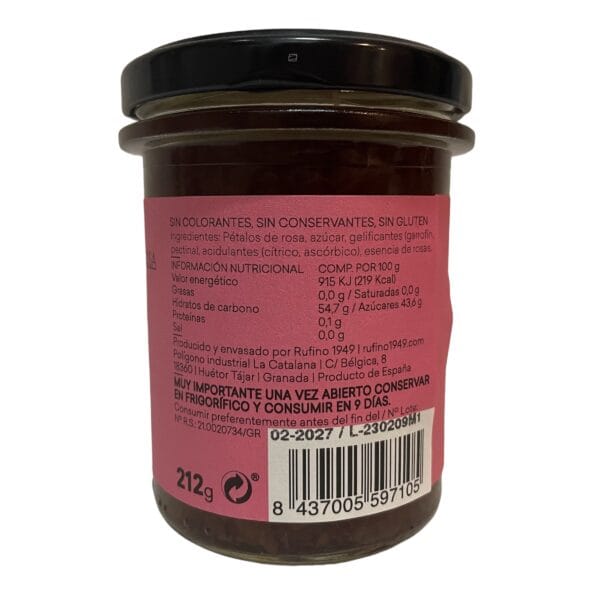 SIN COLORANTES, SIN CONSERVANTES, SIN GLUTEN
Ingredientes: Pétalos de rosa, azúcar, gelificantes (garrofín,
pectina), acidulantes (cítrico, ascórbico), esencia de rosas.
INFORMACIÓN NUTRICIONAL COMP. POR 100 g
Valor energético 915 KJ (219 Kcal)
Grasas 0,0 g / Saturadas 0,0 g
Hidratos de carbono 54,7 g / Azúcares 43,6 g
Proteínas 0,1 g
Sal 0,0 g
Producido y envasado por Rufino 1949 | rufino1949.com
Polígono industrial La Catalana | C/ Bélgica, 8
18360 | Huétor Tájar | Granada | Producto de España
MUY IMPORTANTE UNA VEZ ABIERTO CONSERVAR
EN FRIGORÍFICO Y CONSUMIR EN 9 DÍAS.
Consumir preferentemente antes del fin del / Nº Lote:
Nº R.S.: 21.0020734/GR
02-2027 / L-230209M1
212g ®
8 437005 597105